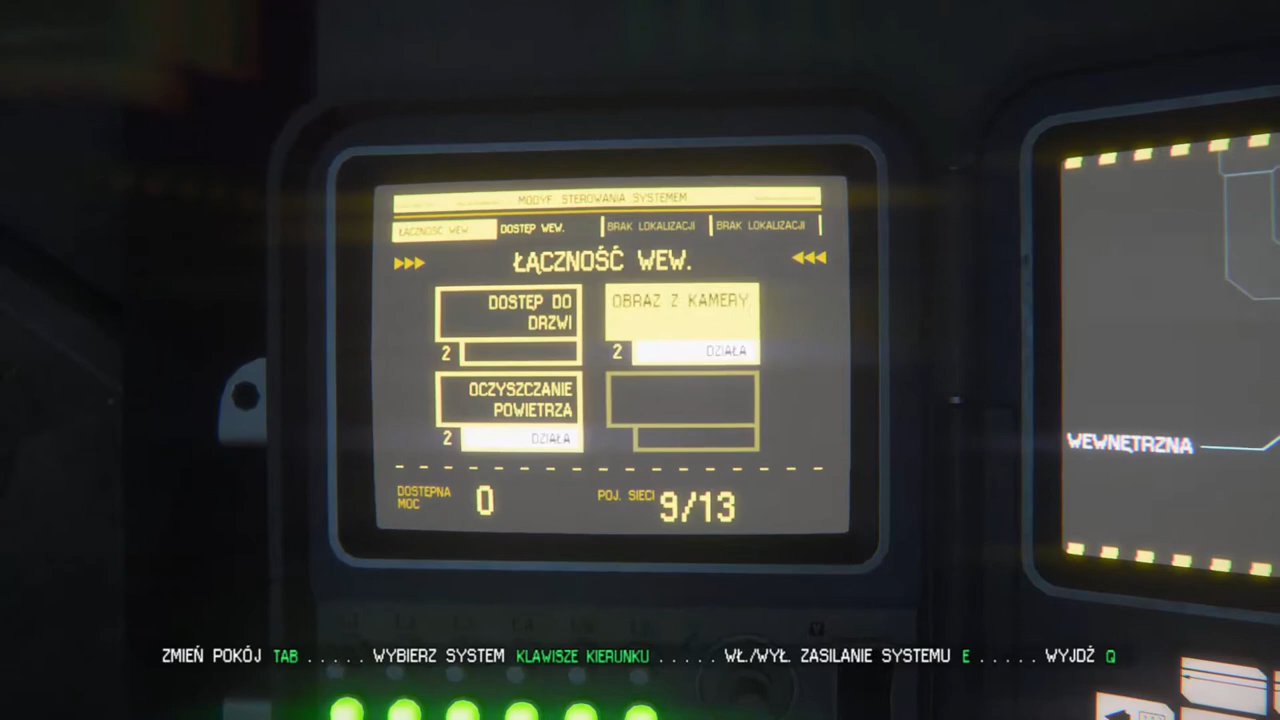 MODYF STEROWANIA SYSTEMEM
ŁĄCZNOŚĆ WEW. DOSTĘP WEW. BRAK LOKALIZACJI BRAK LOKALIZACJI
ŁĄCZNOŚĆ WEW.
DOSTĘP DO
DRZWI
2
OBRAZ Z KAMERY
2 DZIAŁA
OCZYSZCZANIE
POWIETRZA
2 DZIAŁA
DOSTĘPNA
MOC
0
POJ. SIECI 9/13
WEWNĘTRZNA
ZMIEŃ POKÓJ TAB ..... WYBIERZ SYSTEM KLAWISZE KIERUNKU ..... WŁ./WYŁ. ZASILANIE SYSTEMU E ..... WYJDŹ Q